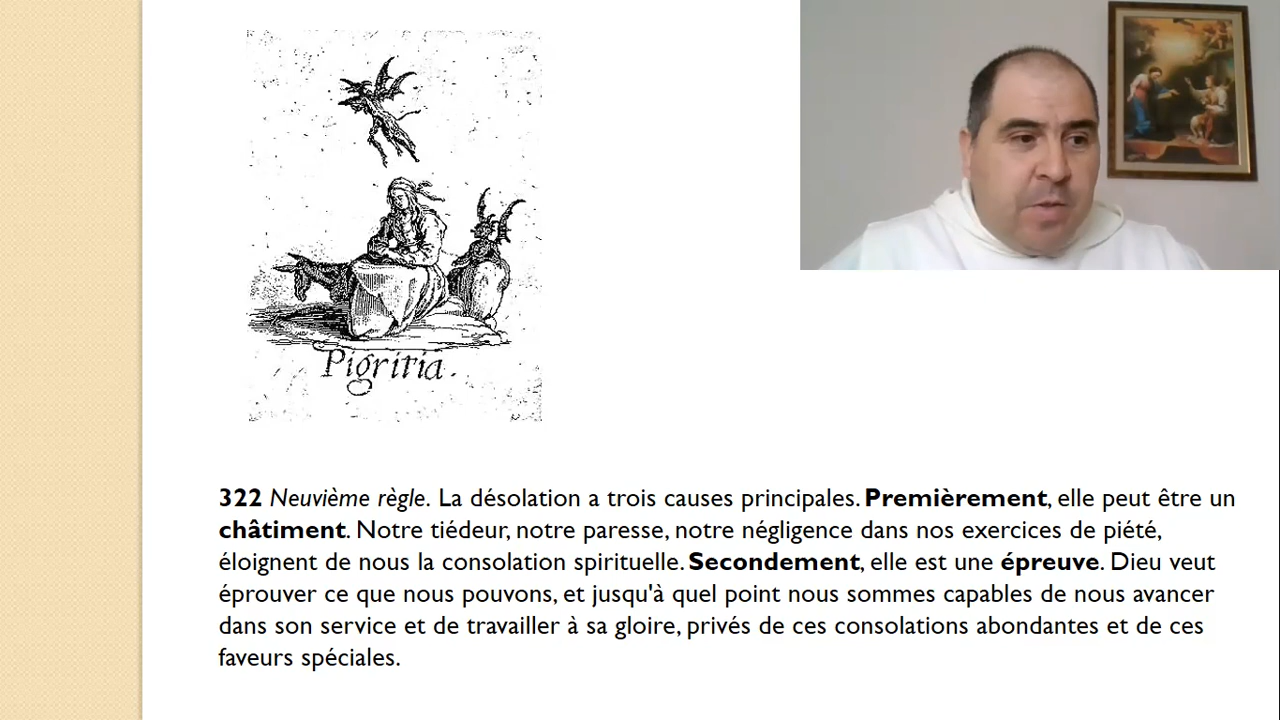 Pigritia.
322 Neuvième règle. La désolation a trois causes principales. Premièrement, elle peut être un
châtiment. Notre tiédeur, notre paresse, notre négligence dans nos exercices de piété,
éloignent de nous la consolation spirituelle. Secondement, elle est une épreuve. Dieu veut
éprouver ce que nous pouvons, et jusqu'à quel point nous sommes capables de nous avancer
dans son service et de travailler à sa gloire, privés de ces consolations abondantes et de ces
faveurs spéciales.